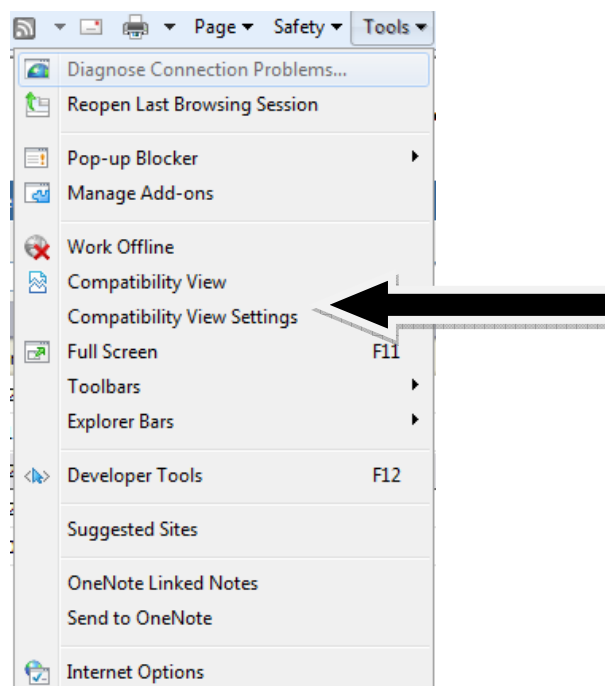 Page Safety Tools
Diagnose Connection Problems...
Reopen Last Browsing Session
Pop-up Blocker
Manage Add-ons
Work Offline
Compatibility View
Compatibility View Settings
Full Screen F11
Toolbars
Explorer Bars
Developer Tools F12
Suggested Sites
OneNote Linked Notes
Send to OneNote
Internet Options